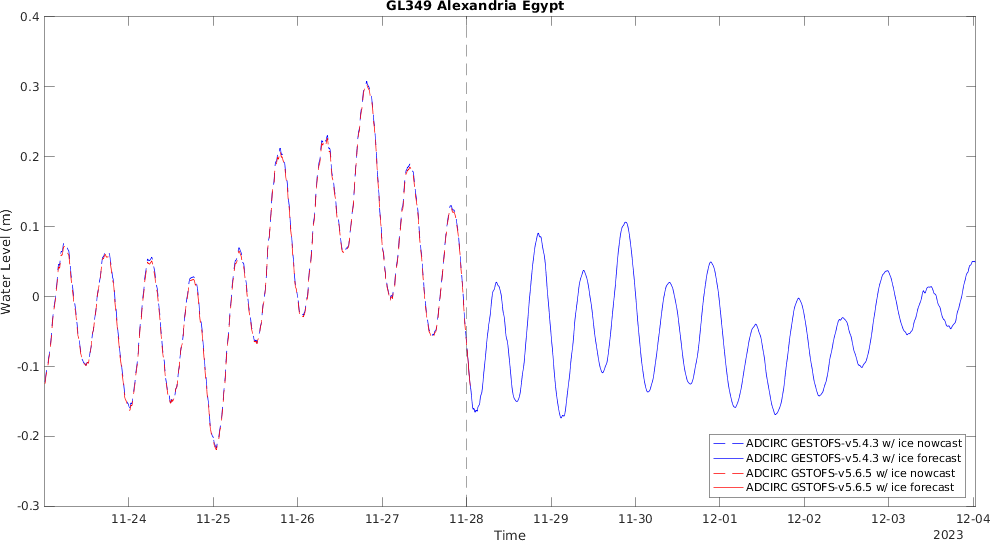 GL349 Alexandria Egypt
0.4
0.3
0.2
0.1
0
-0.1
-0.2
-0.3
Water Level (m)
ADCIRC GESTOFS-v5.4.3 w/ ice nowcast
ADCIRC GESTOFS-v5.4.3 w/ ice forecast
ADCIRC GSTOFS-v5.6.5 w/ ice nowcast
ADCIRC GSTOFS-v5.6.5 w/ ice forecast
11-24 11-25 11-26 11-27 11-28 11-29 11-30 12-01 12-02 12-03 12-04
Time
2023